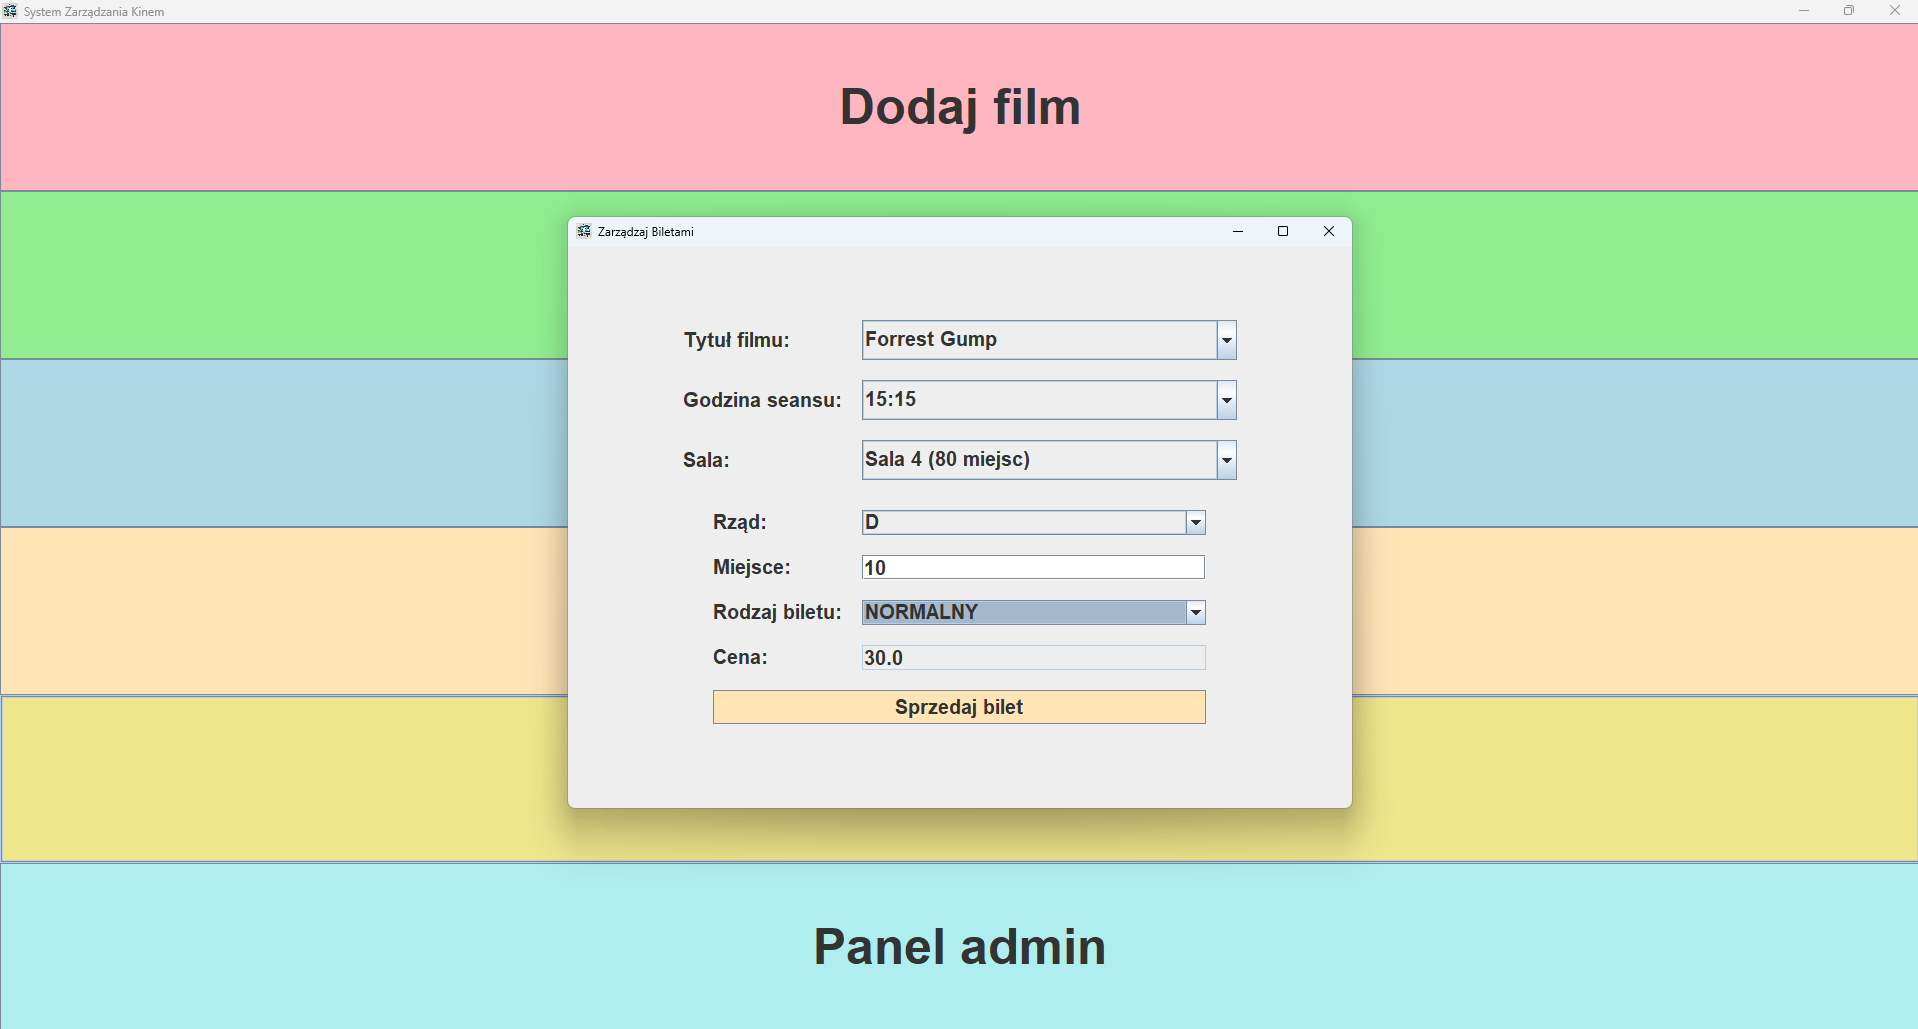 System Zarządzania Kinem
Dodaj film
Zarządzaj Biletami
Tytuł filmu: Forrest Gump
Godzina seansu: 15:15
Sala: Sala 4 (80 miejsc)
Rząd: D
Miejsce: 10
Rodzaj biletu: NORMALNY
Cena: 30.0
Sprzedaj bilet
Panel admin